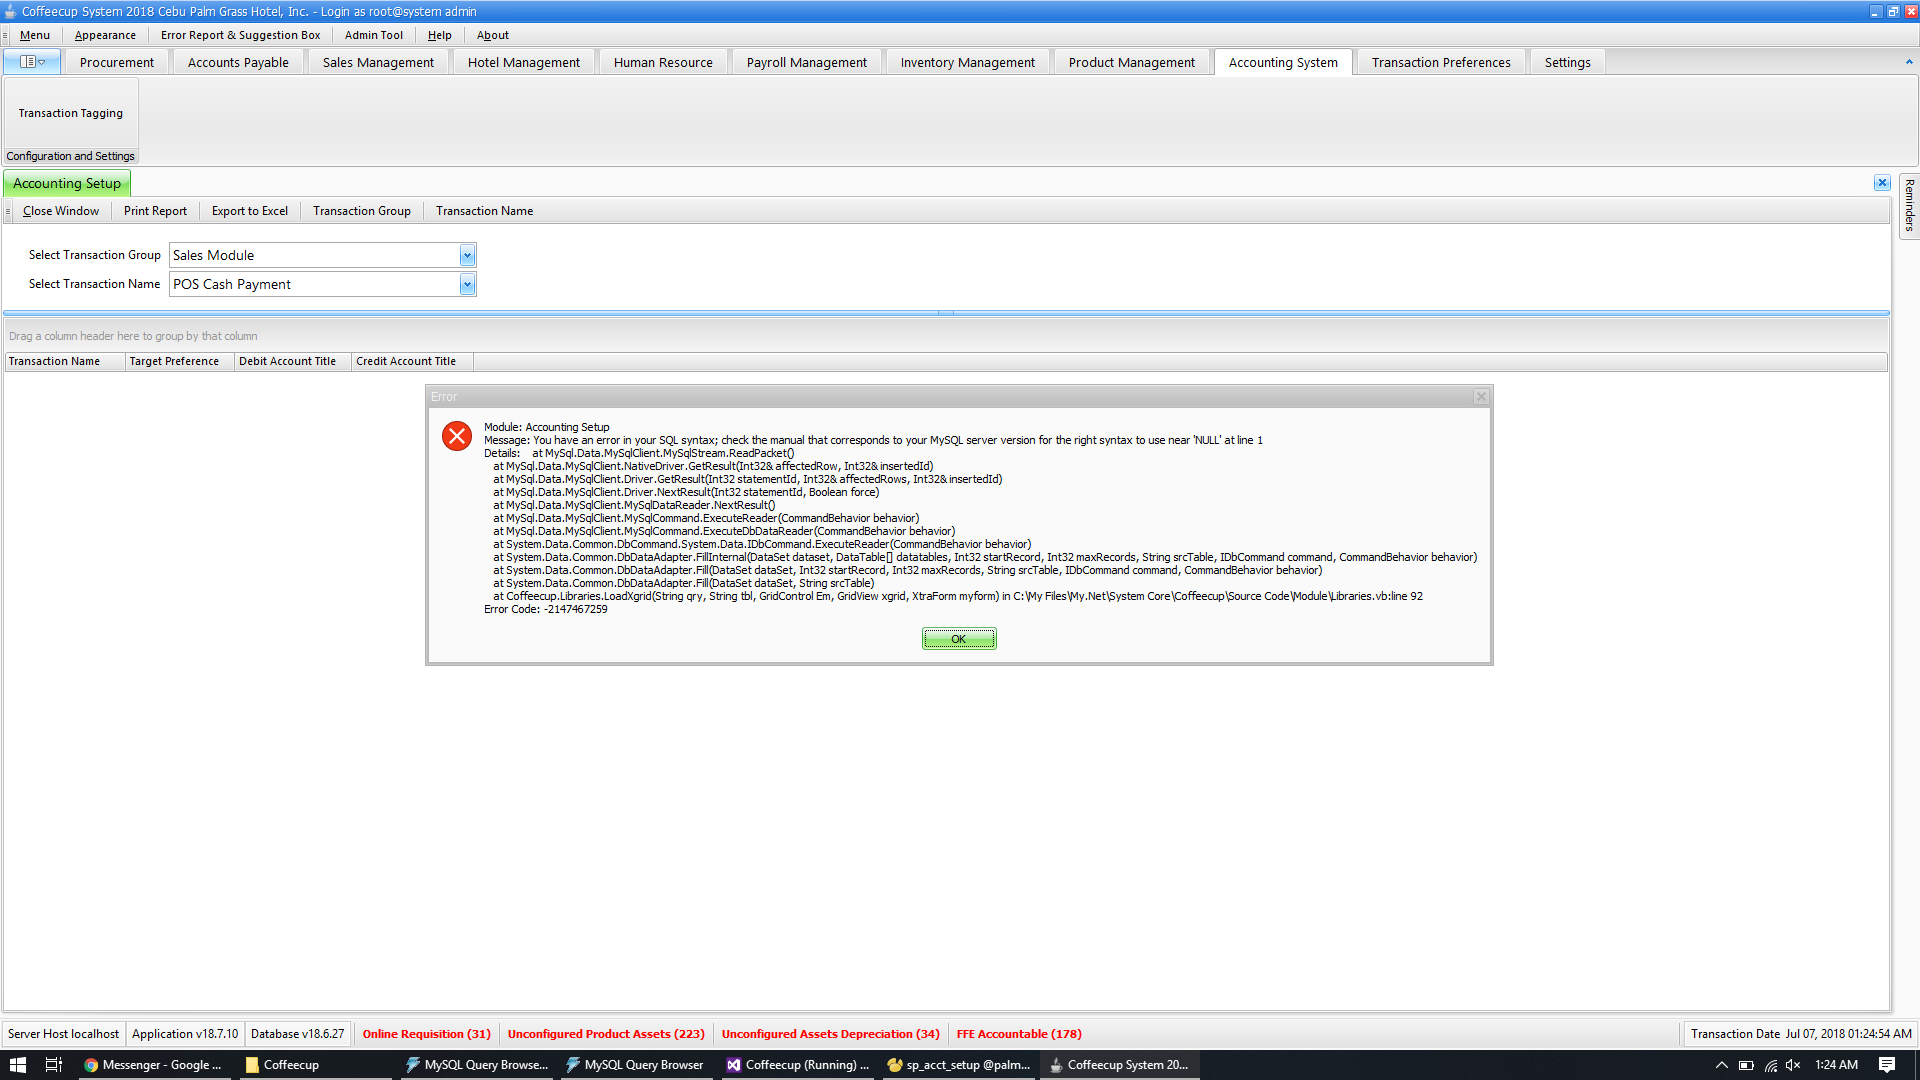 Coffeecup System 2018 Cebu Palm Grass Hotel, Inc. - Login as root@system admin
Menu Appearance Error Report & Suggestion Box Admin Tool Help About
Procurement Accounts Payable Sales Management Hotel Management Human Resource Payroll Management Inventory Management Product Management Accounting System Transaction Preferences Settings
Transaction Tagging
Configuration and Settings
Accounting Setup
Reminders
Close Window Print Report Export to Excel Transaction Group Transaction Name
Select Transaction Group Sales Module
Select Transaction Name POS Cash Payment
Drag a column header here to group by that column
Transaction Name Target Preference Debit Account Title Credit Account Title
Error
Module: Accounting Setup
Message: You have an error in your SQL syntax; check the manual that corresponds to your MySQL server version for the right syntax to use near 'NULL' at line 1
Details:    at MySql.Data.MySqlClient.MySqlStream.ReadPacket()
at MySql.Data.MySqlClient.NativeDriver.GetResult(Int32& affectedRow, Int32& insertedId)
at MySql.Data.MySqlClient.Driver.GetResult(Int32 statementId, Int32& affectedRows, Int32& insertedId)
at MySql.Data.MySqlClient.Driver.NextResult(Int32 statementId, Boolean force)
at MySql.Data.MySqlClient.MySqlDataReader.NextResult()
at MySql.Data.MySqlClient.MySqlCommand.ExecuteReader(CommandBehavior behavior)
at MySql.Data.MySqlClient.MySqlCommand.ExecuteDbDataReader(CommandBehavior behavior)
at System.Data.Common.DbCommand.System.Data.IDbCommand.ExecuteReader(CommandBehavior behavior)
at System.Data.Common.DbDataAdapter.FillInternal(DataSet dataset, DataTable[] datatables, Int32 startRecord, Int32 maxRecords, String srcTable, IDbCommand command, CommandBehavior behavior)
at System.Data.Common.DbDataAdapter.Fill(DataSet dataSet, Int32 startRecord, Int32 maxRecords, String srcTable, IDbCommand command, CommandBehavior behavior)
at System.Data.Common.DbDataAdapter.Fill(DataSet dataSet, String srcTable)
at Coffeecup.Libraries.LoadXgrid(String qry, String tbl, GridControl Em, GridView xgrid, XtraForm myform) in C:\My Files\My.Net\System Core\Coffeecup\Source Code\Module\Libraries.vb:line 92
Error Code: -2147467259
OK
Server Host localhost Application v18.7.10 Database v18.6.27 Online Requisition (31) Unconfigured Product Assets (223) Unconfigured Assets Depreciation (34) FFE Accountable (178) Transaction Date Jul 07, 2018 01:24:54 AM
Messenger - Google ... Coffeecup MySQL Query Browse... MySQL Query Browser Coffeecup (Running) ... sp_acct_setup @palm... Coffeecup System 20... 1:24 AM